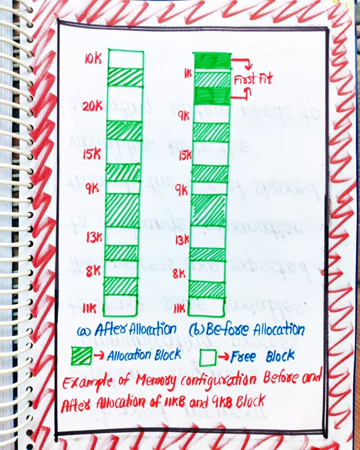 10K
20K
15K
9K
13K
8K
11K
1K
First Fit
9K
15K
9K
13K
8K
11K
(a) After Allocation (b) Before Allocation
→ Allocation Block → Free Block
Example of Memory configuration Before and
After Allocation of 11KB and 9KB Block